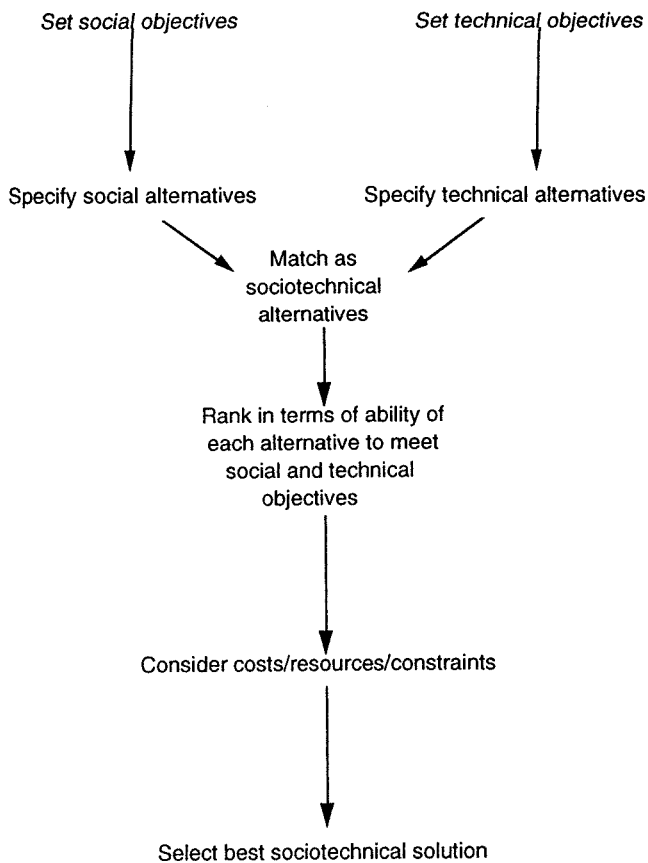 Set social objectives
Set technical objectives
Specify social alternatives
Specify technical alternatives
Match as
sociotechnical
alternatives
Rank in terms of ability of
each alternative to meet
social and technical
objectives
Consider costs/resources/constraints
Select best sociotechnical solution